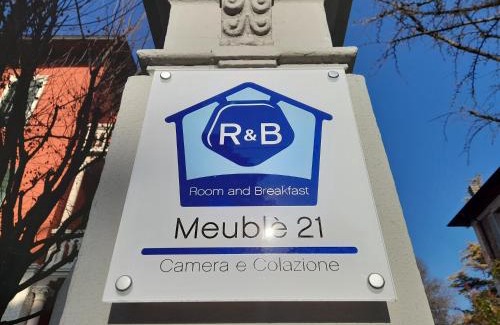 R&B
Room and Breakfast
Meublè 21
Camera e Colazione